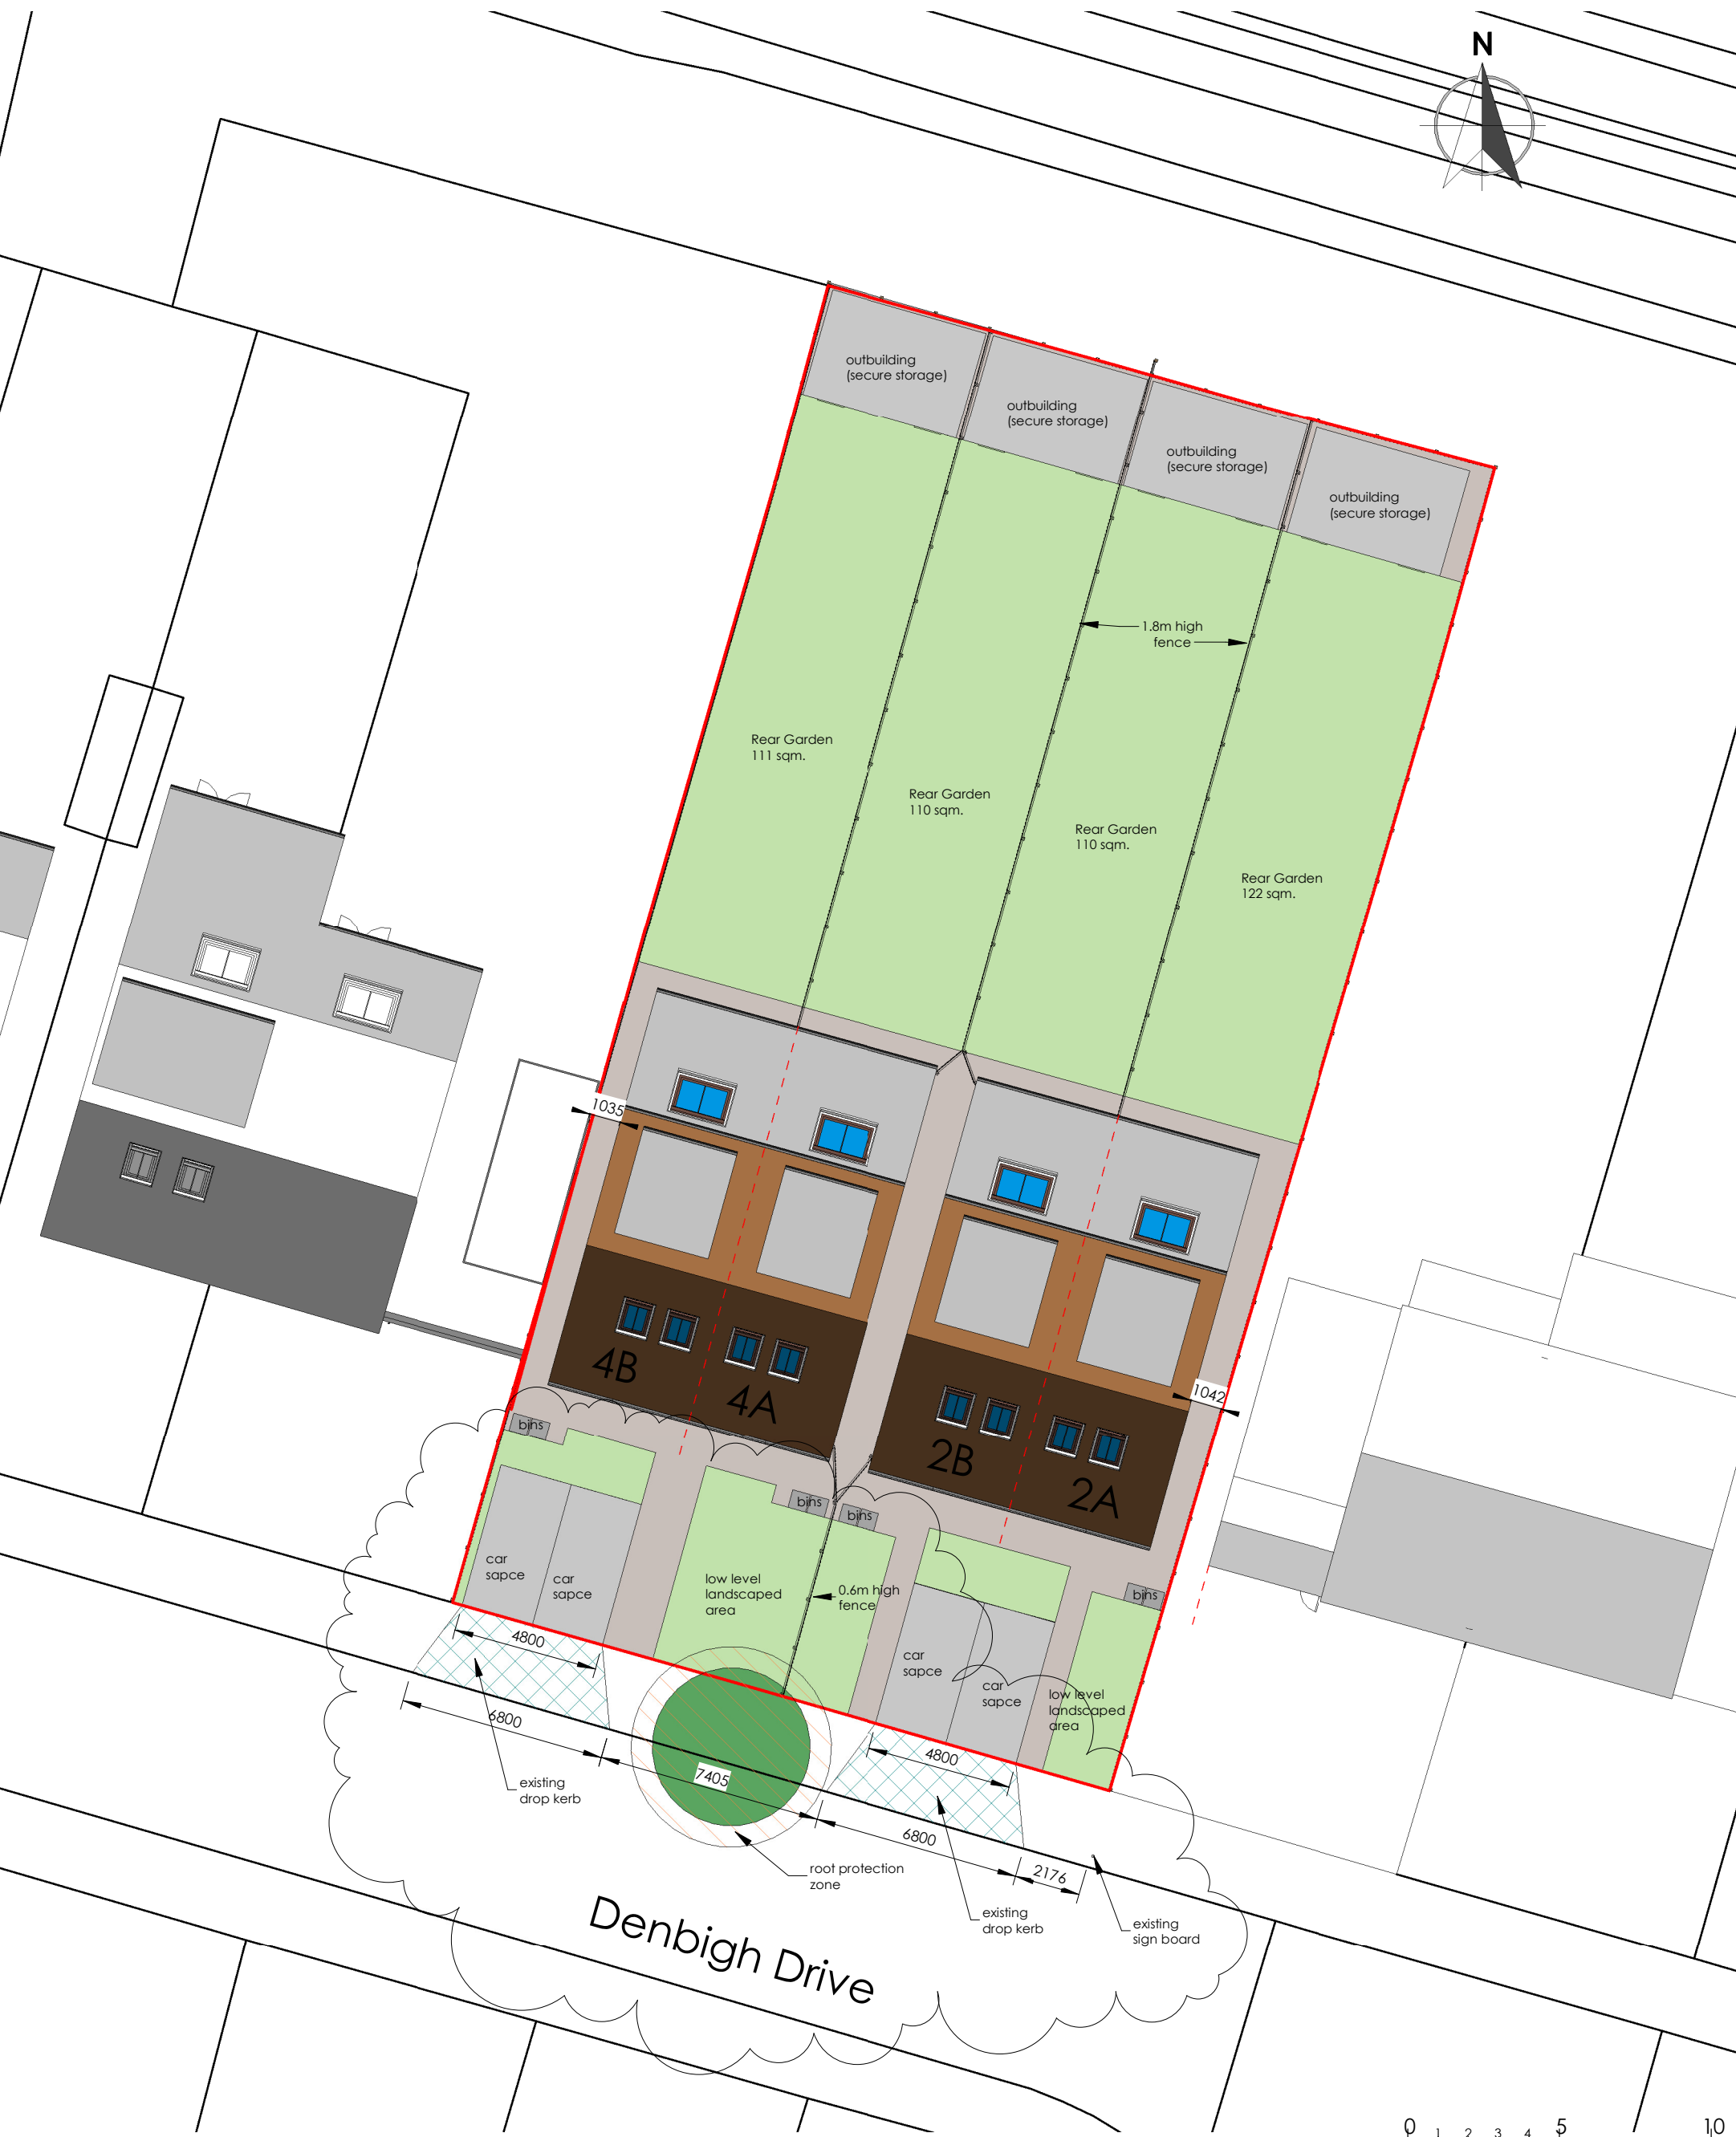 N
outbuilding
(secure storage)
outbuilding
(secure storage)
outbuilding
(secure storage)
outbuilding
(secure storage)
1.8m high
fence
Rear Garden
111 sqm.
Rear Garden
110 sqm.
Rear Garden
110 sqm.
Rear Garden
122 sqm.
1035
4B
4A
2B
2A
1042
bins
bins
bins
bins
car
sapce
car
sapce
low level
landscaped
area
0.6m high
fence
car
sapce
car
sapce
low level
landscaped
area
4800
6800
7405
4800
6800
2176
existing
drop kerb
root protection
zone
existing
drop kerb
existing
sign board
Denbigh Drive
0 1 2 3 4 5 10